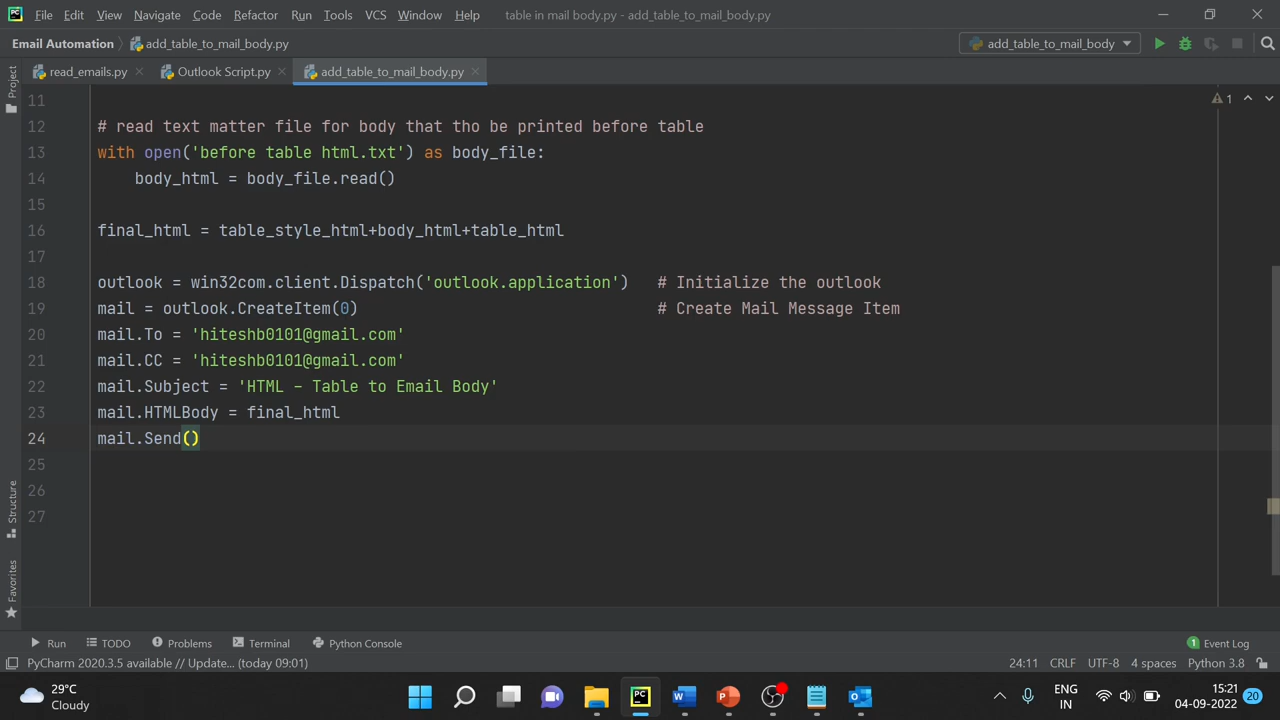 File Edit View Navigate Code Refactor Run Tools VCS Window Help table in mail body.py - add_table_to_mail_body.py
Email Automation add_table_to_mail_body.py add_table_to_mail_body
read_emails.py Outlook Script.py add_table_to_mail_body.py
Project
11
1
12 # read text matter file for body that tho be printed before table
13 with open('before table html.txt') as body_file:
14 body_html = body_file.read()
15
16 final_html = table_style_html+body_html+table_html
17
18 outlook = win32com.client.Dispatch('outlook.application') # Initialize the outlook
19 mail = outlook.CreateItem(0) # Create Mail Message Item
20 mail.To = 'hiteshb0101@gmail.com'
21 mail.CC = 'hiteshb0101@gmail.com'
22 mail.Subject = 'HTML - Table to Email Body'
23 mail.HTMLBody = final_html
24 mail.Send()
25
26
27
Structure
Favorites
Run TODO Problems Terminal Python Console 1 Event Log
PyCharm 2020.3.5 available // Update... (today 09:01) 24:11 CRLF UTF-8 4 spaces Python 3.8
29°C
Cloudy
PC
W
P
ENG
IN
15:21
04-09-2022
20